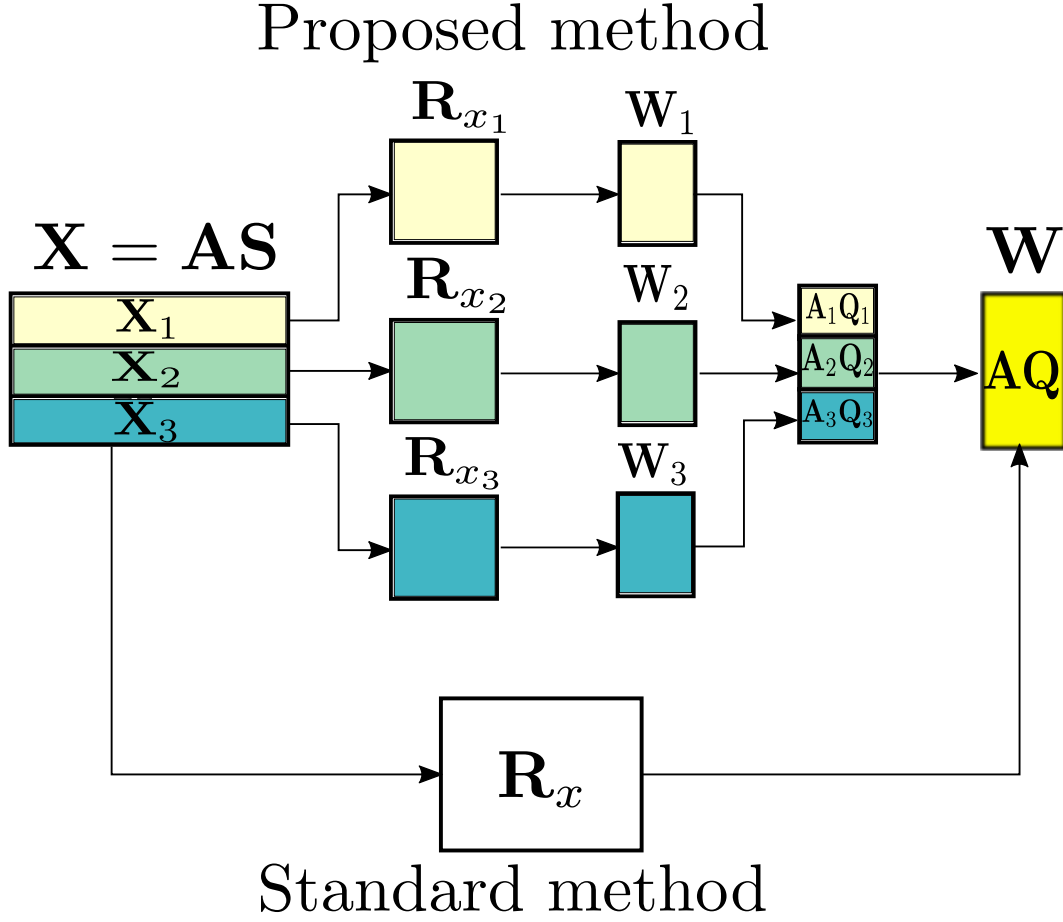 Proposed method
R_{x_1}
W_1
X = AS
W
X_1
X_2
X_3
R_{x_2}
W_2
A_1Q_1
A_2Q_2
A_3Q_3
AQ
R_{x_3}
W_3
R_x
Standard method